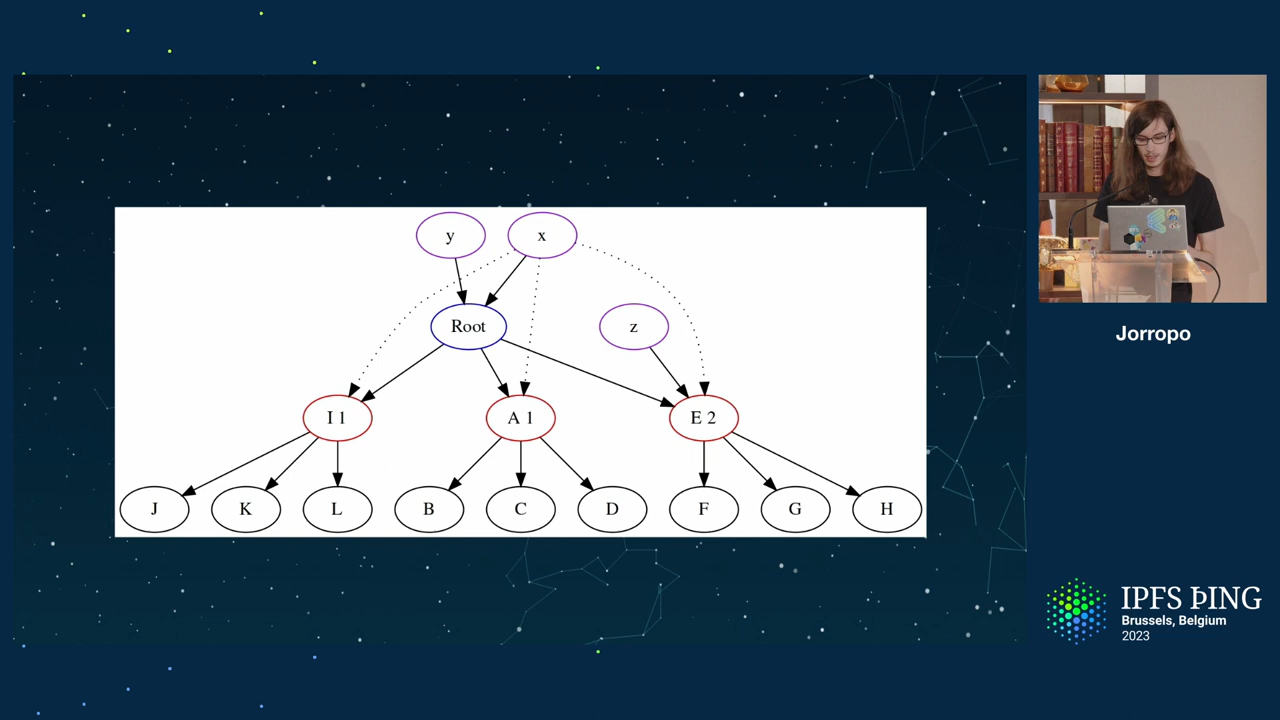 y x
Root z
I 1 A 1 E 2
J K L B C D F G H
Jorropo
IPFS ÞING
Brussels, Belgium
2023